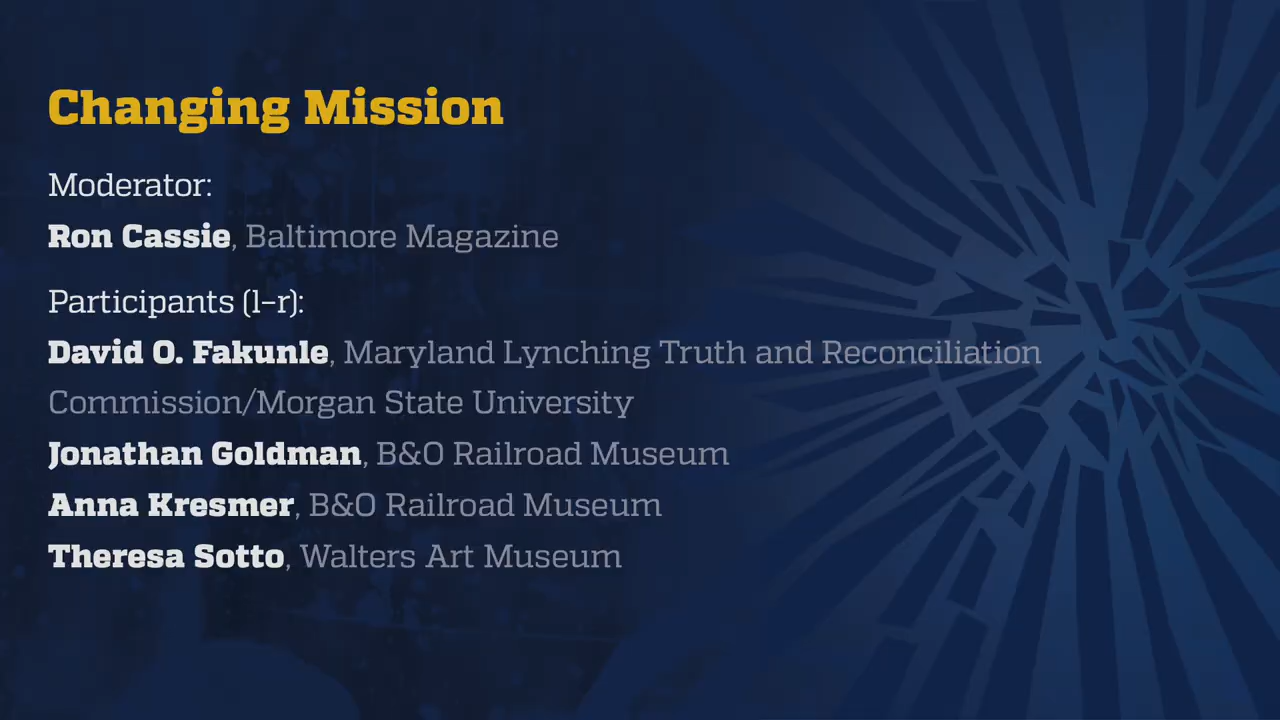 Changing Mission
Moderator:
Ron Cassie, Baltimore Magazine
Participants (l–r):
David O. Fakunle, Maryland Lynching Truth and Reconciliation
Commission/Morgan State University
Jonathan Goldman, B&O Railroad Museum
Anna Kresmer, B&O Railroad Museum
Theresa Sotto, Walters Art Museum